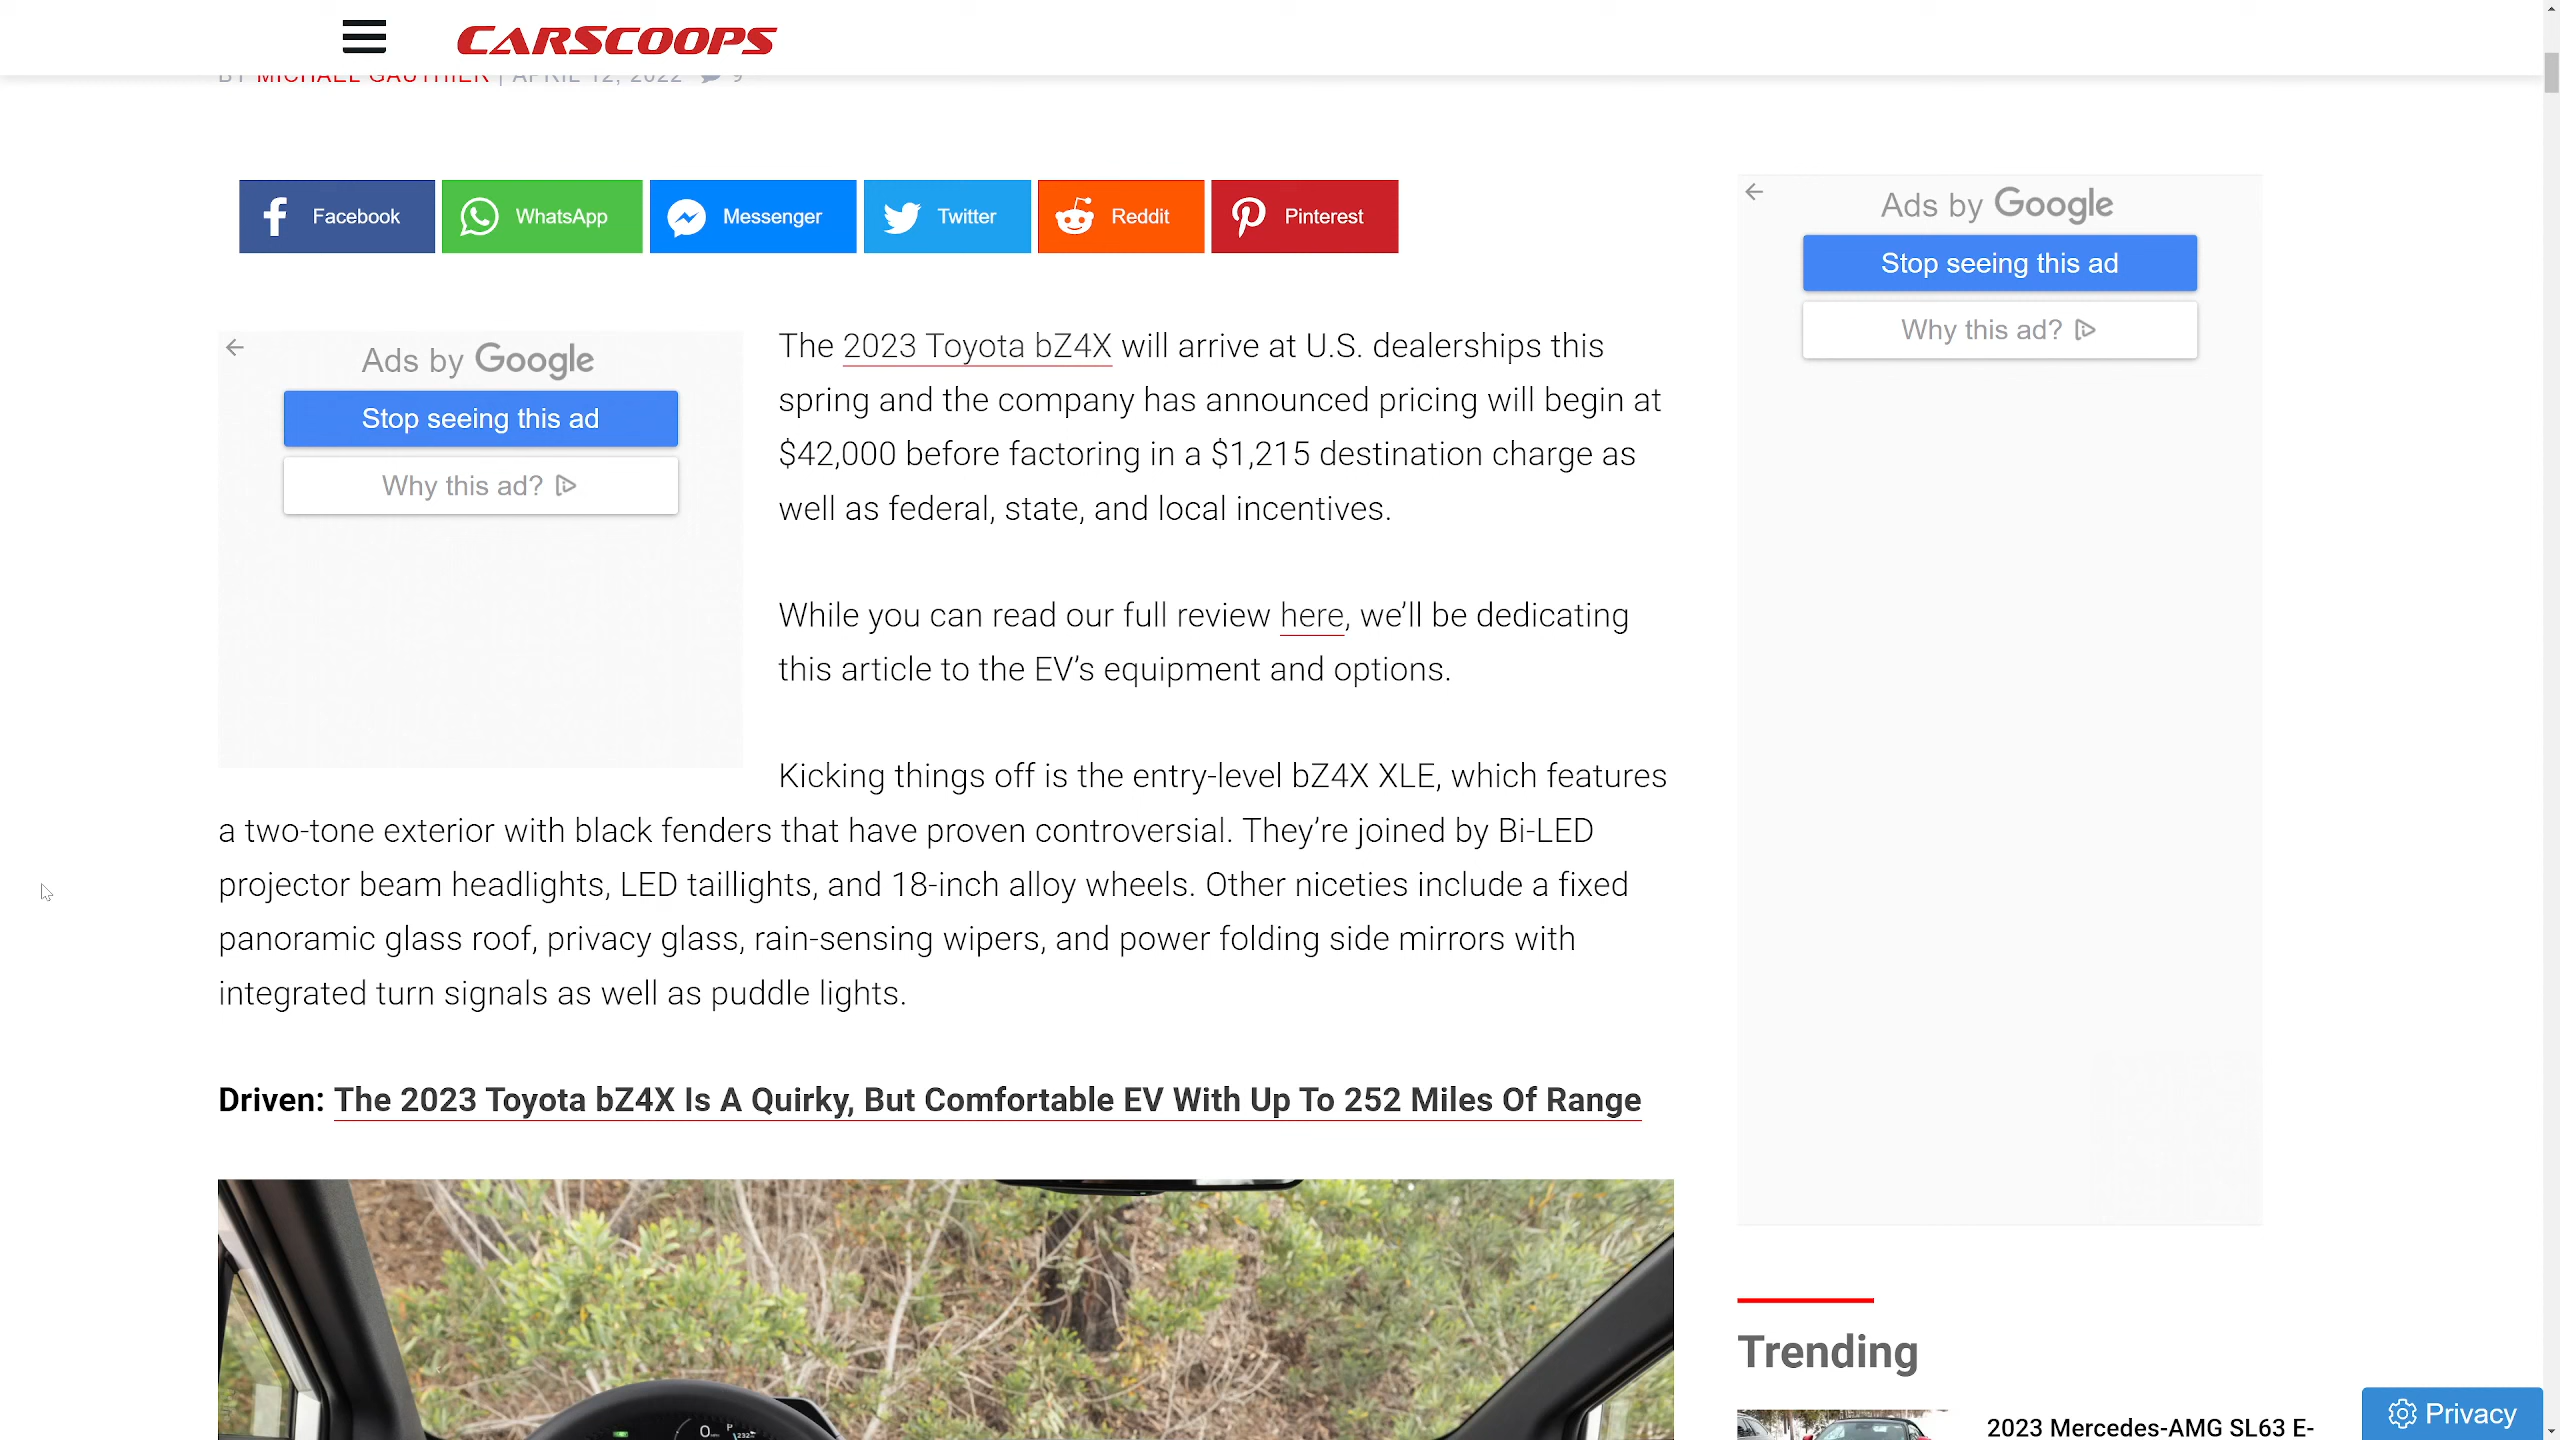 CARSCOOPS
BY MICHAEL GAUTHIER | APRIL 12, 2022 9
Facebook
WhatsApp
Messenger
Twitter
Reddit
Pinterest
Ads by Google
Stop seeing this ad
Why this ad?
Ads by Google
Stop seeing this ad
Why this ad?
The 2023 Toyota bZ4X will arrive at U.S. dealerships this
spring and the company has announced pricing will begin at
$42,000 before factoring in a $1,215 destination charge as
well as federal, state, and local incentives.
While you can read our full review here, we’ll be dedicating
this article to the EV’s equipment and options.
Kicking things off is the entry-level bZ4X XLE, which features
a two-tone exterior with black fenders that have proven controversial. They’re joined by Bi-LED
projector beam headlights, LED taillights, and 18-inch alloy wheels. Other niceties include a fixed
panoramic glass roof, privacy glass, rain-sensing wipers, and power folding side mirrors with
integrated turn signals as well as puddle lights.
Driven: The 2023 Toyota bZ4X Is A Quirky, But Comfortable EV With Up To 252 Miles Of Range
0
P
232
Trending
2023 Mercedes-AMG SL63 E-
Privacy